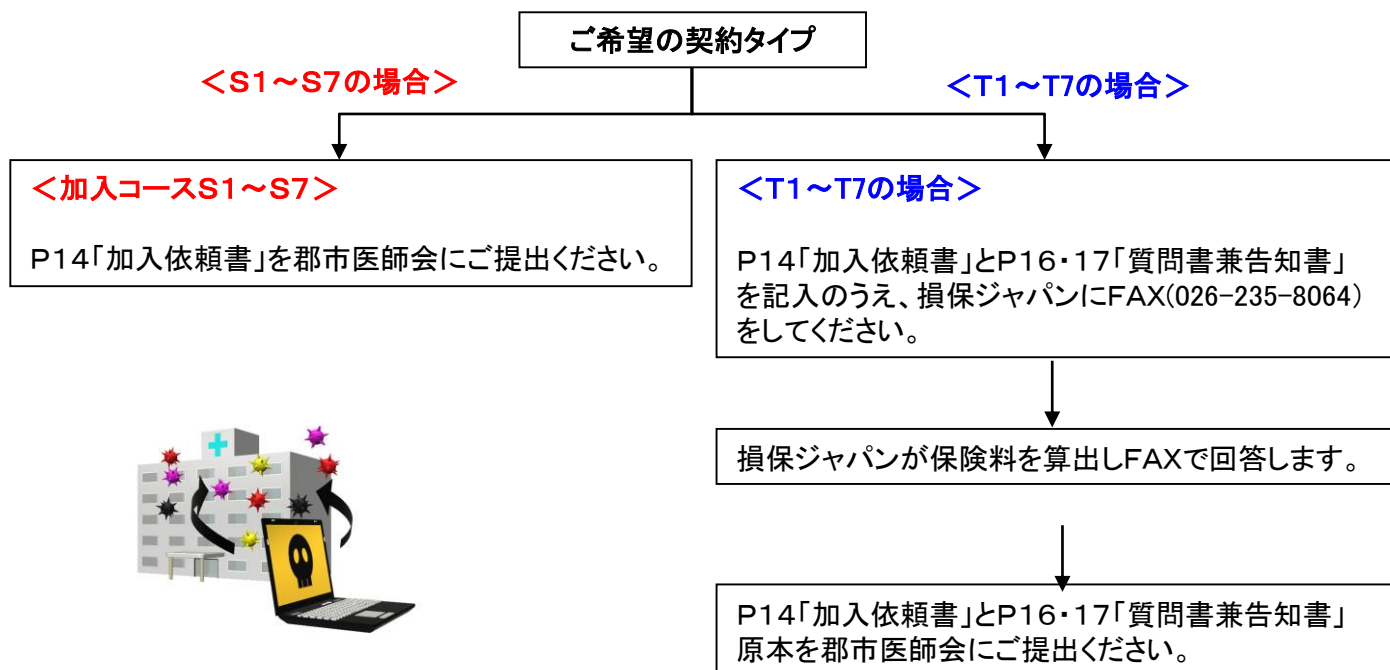 ご希望の契約タイプ
＜S1～S7の場合＞
＜T1～T7の場合＞
＜加入コースS1～S7＞
P14「加入依頼書」を郡市医師会にご提出ください。
＜T1～T7の場合＞
P14「加入依頼書」とP16・17「質問書兼告知書」
を記入のうえ、損保ジャパンにFAX(026-235-8064)
をしてください。
損保ジャパンが保険料を算出しFAXで回答します。
P14「加入依頼書」とP16・17「質問書兼告知書」
原本を郡市医師会にご提出ください。